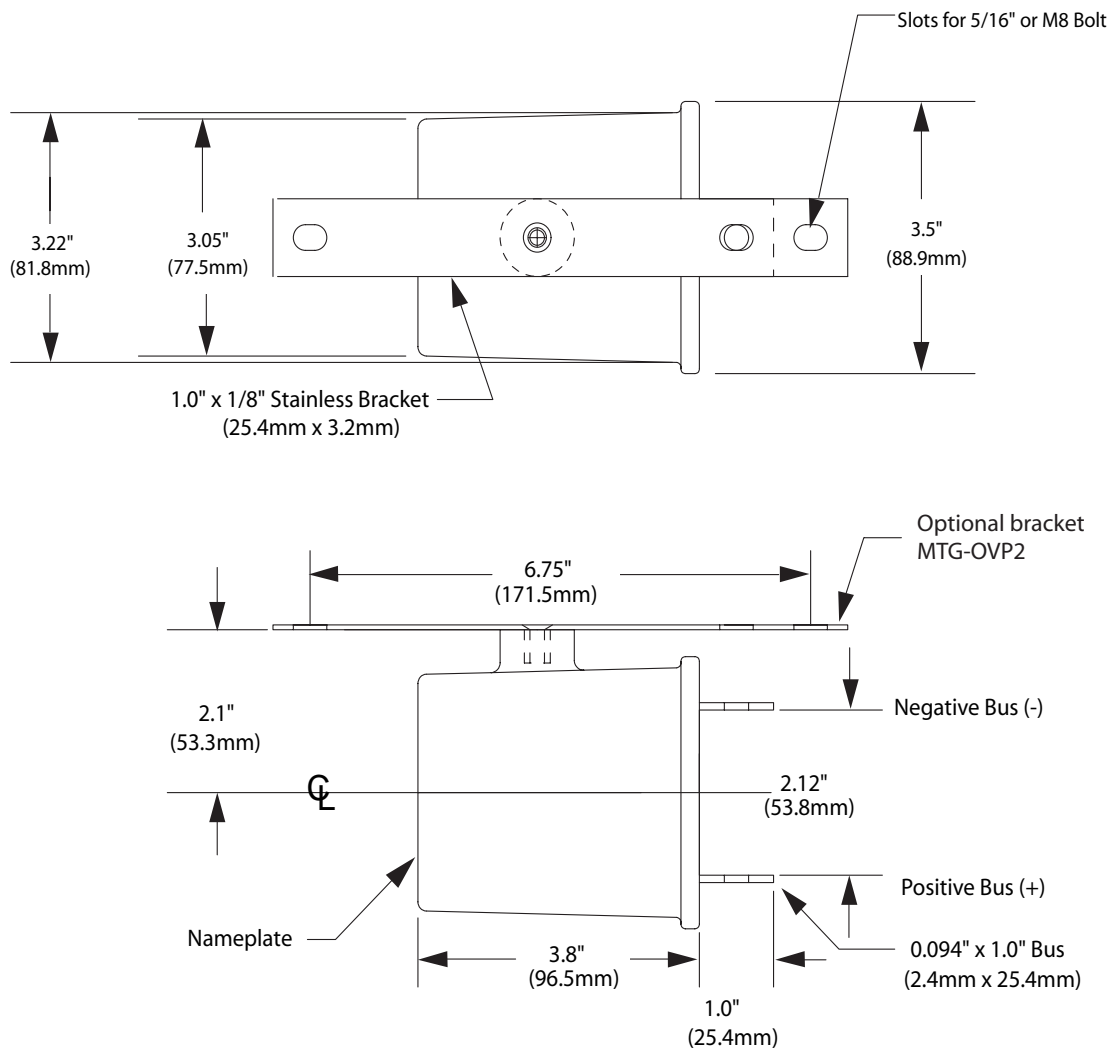 Slots for 5/16" or M8 Bolt
3.22"
(81.8mm)
3.05"
(77.5mm)
3.5"
(88.9mm)
1.0" x 1/8" Stainless Bracket
(25.4mm x 3.2mm)
Optional bracket
MTG-OVP2
6.75"
(171.5mm)
2.1"
(53.3mm)
Negative Bus (-)
CL
2.12"
(53.8mm)
Positive Bus (+)
Nameplate
3.8"
(96.5mm)
0.094" x 1.0" Bus
(2.4mm x 25.4mm)
1.0"
(25.4mm)